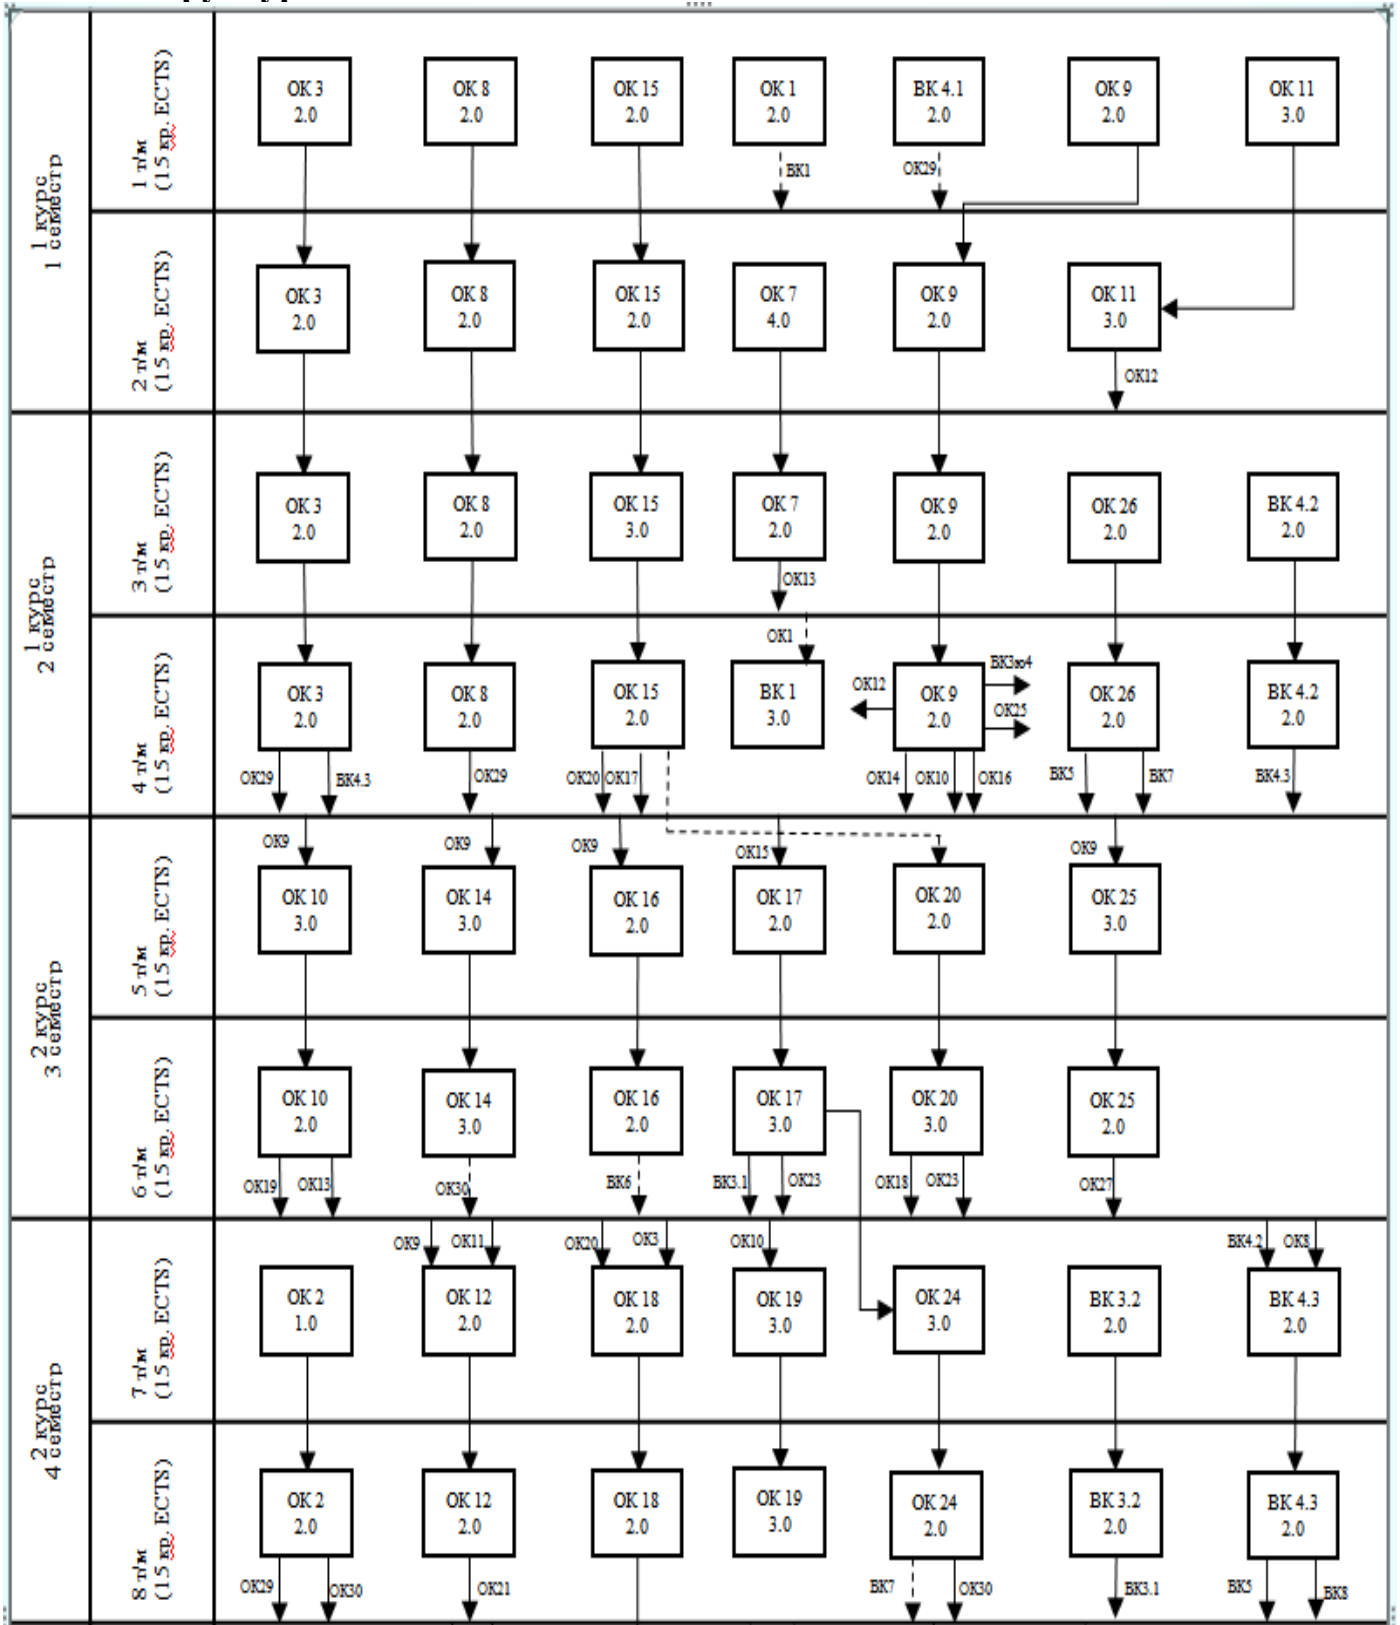 1 курс
1 семестр
1 т/м
(15 кр. ECTS)
ОК 3
2.0
ОК 8
2.0
ОК 15
2.0
ОК 1
2.0
ВК 4.1
2.0
ОК 9
2.0
ОК 11
3.0
ВК1
ОК29
2 т/м
(15 кр. ECTS)
ОК 3
2.0
ОК 8
2.0
ОК 15
2.0
ОК 7
4.0
ОК 9
2.0
ОК 11
3.0
ОК12
1 курс
2 семестр
3 т/м
(15 кр. ECTS)
ОК 3
2.0
ОК 8
2.0
ОК 15
3.0
ОК 7
2.0
ОК 9
2.0
ОК 26
2.0
ВК 4.2
2.0
ОК13
4 т/м
(15 кр. ECTS)
ОК1
ОК 3
2.0
ОК 8
2.0
ОК 15
2.0
ВК 1
3.0
ОК12
ОК 9
2.0
ВК3ю4
ОК25
ОК 26
2.0
ВК 4.2
2.0
ОК29
ВК4.3
ОК29
ОК20
ОК17
ОК14
ОК10
ОК16
ВК5
ВК7
ВК4.3
2 курс
3 семестр
5 т/м
(15 кр. ECTS)
ОК9
ОК9
ОК9
ОК15
ОК9
ОК 10
3.0
ОК 14
3.0
ОК 16
2.0
ОК 17
2.0
ОК 20
2.0
ОК 25
3.0
6 т/м
(15 кр. ECTS)
ОК 10
2.0
ОК 14
3.0
ОК 16
2.0
ОК 17
3.0
ОК 20
3.0
ОК 25
2.0
ОК19
ОК13
ОК30
ВК6
ВК3.1
ОК23
ОК18
ОК23
ОК27
2 курс
4 семестр
7 т/м
(15 кр. ECTS)
ОК9
ОК11
ОК20
ОК3
ОК10
ВК4.2
ОК8
ОК 2
1.0
ОК 12
2.0
ОК 18
2.0
ОК 19
3.0
ОК 24
3.0
ВК 3.2
2.0
ВК 4.3
2.0
8 т/м
(15 кр. ECTS)
ОК 2
2.0
ОК 12
2.0
ОК 18
2.0
ОК 19
3.0
ОК 24
2.0
ВК 3.2
2.0
ВК 4.3
2.0
ОК29
ОК30
ОК21
ВК7
ОК30
ВК3.1
ВК5
ВК8